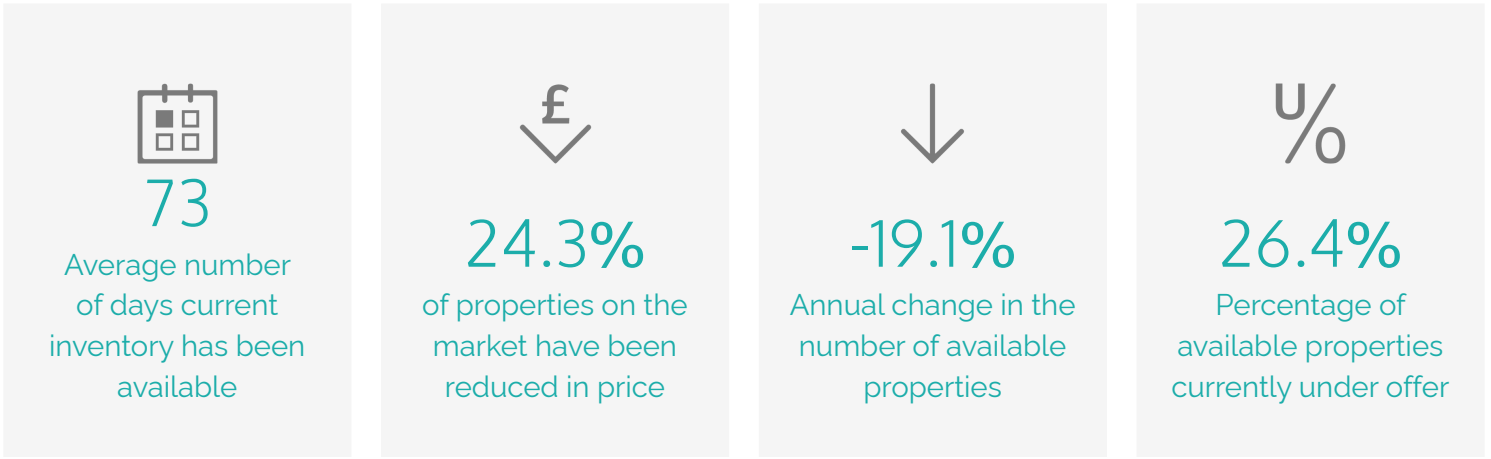 73
Average number
of days current
inventory has been
available
£
24.3%
of properties on the
market have been
reduced in price
-19.1%
Annual change in the
number of available
properties
U/O
26.4%
Percentage of
available properties
currently under offer